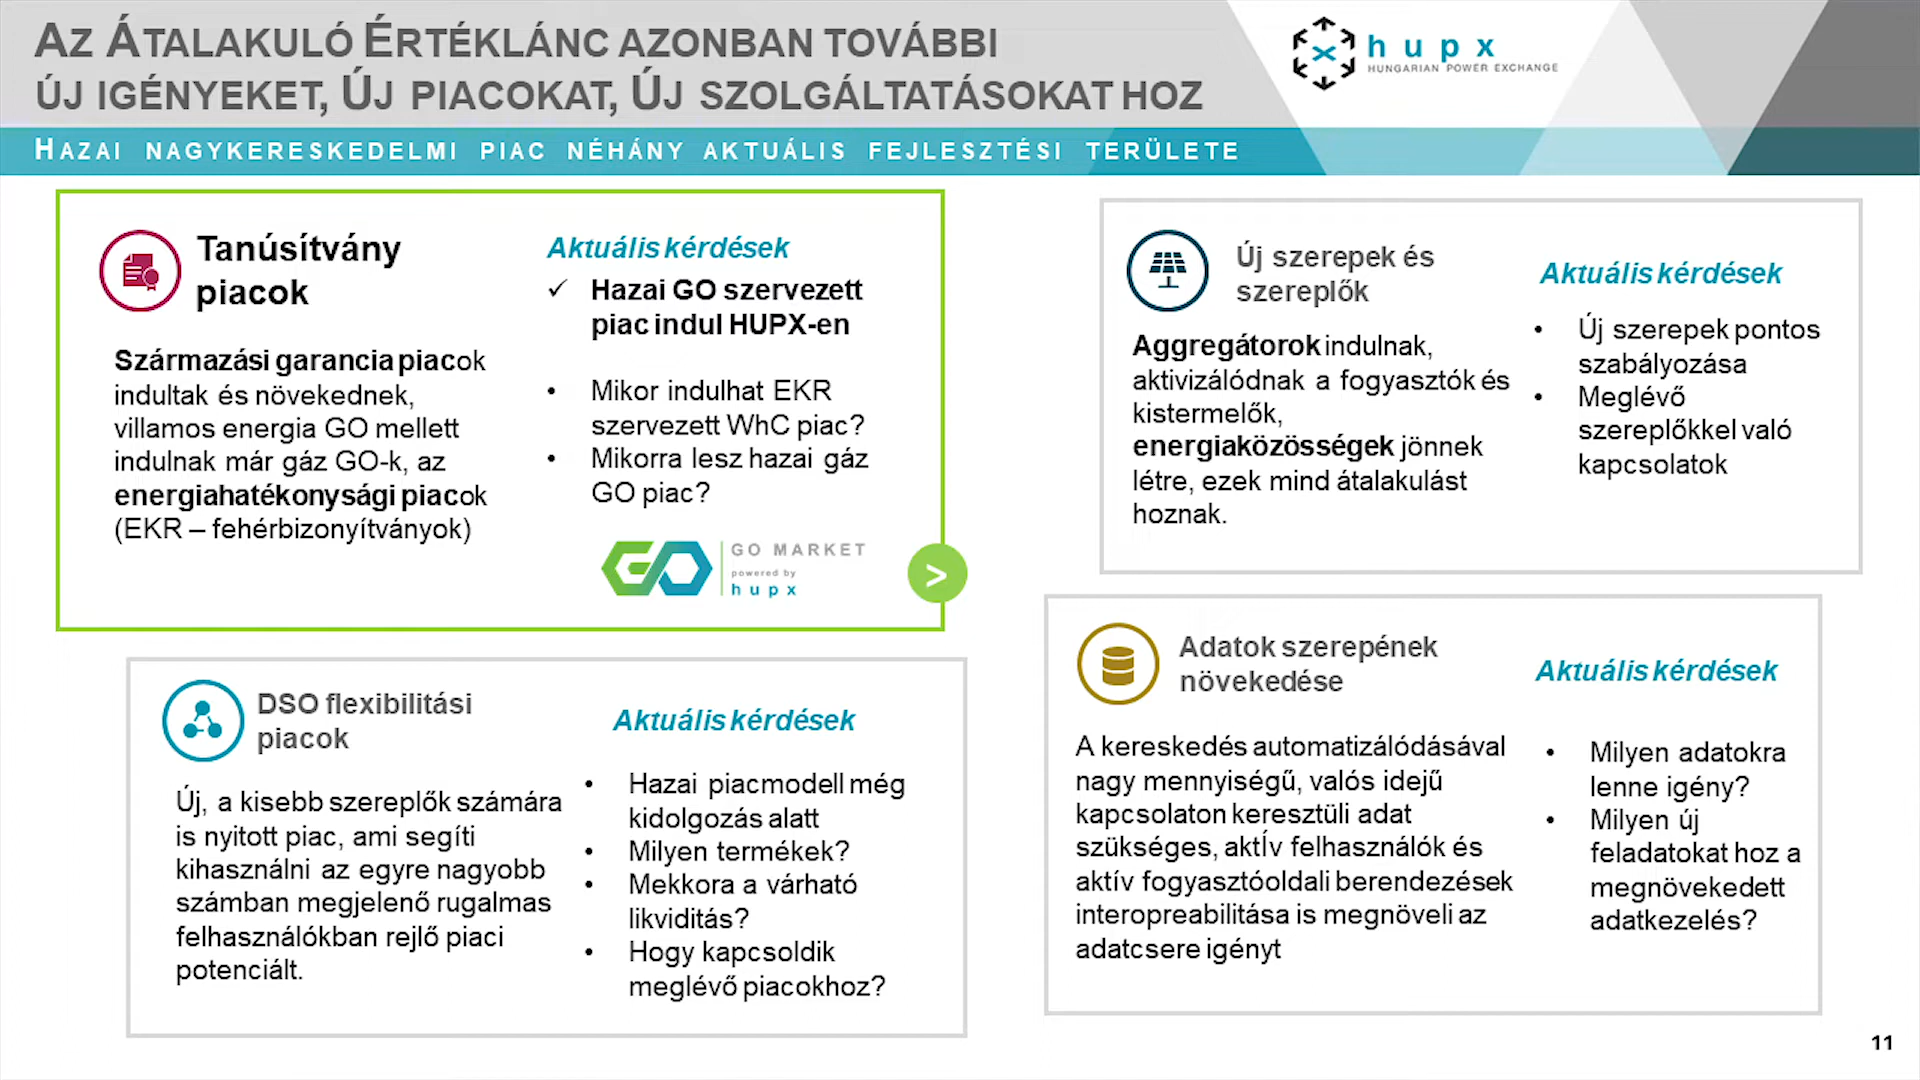 AZ ÁTALAKULÓ ÉRTÉKLÁNC AZONBAN TOVÁBBI
ÚJ IGÉNYEKET, ÚJ PIACOKAT, ÚJ SZOLGÁLTATÁSOKAT HOZ
hupx
HUNGARIAN POWER EXCHANGE
HAZAI NAGYKERESKEDELMI PIAC NÉHÁNY AKTUÁLIS FEJLESZTÉSI TERÜLETE
Tanúsítvány
piacok
Származási garancia piacok
indultak és növekednek,
villamos energia GO mellett
indulnak már gáz GO-k, az
energiahatékonysági piacok
(EKR – fehérbizonyítványok)
Aktuális kérdések
✓ Hazai GO szervezett
piac indul HUPX-en
• Mikor indulhat EKR
szervezett WhC piac?
• Mikorra lesz hazai gáz
GO piac?
GO
GO MARKET
powered by
hupx
>
Új szerepek és
szereplők
Aggregátorok indulnak,
aktivizálódnak a fogyasztók és
kistermelők,
energiaközösségek jönnek
létre, ezek mind átalakulást
hoznak.
Aktuális kérdések
• Új szerepek pontos
szabályozása
• Meglévő
szereplőkkel való
kapcsolatok
DSO flexibilitási
piacok
Új, a kisebb szereplők számára
is nyitott piac, ami segíti
kihasználni az egyre nagyobb
számban megjelenő rugalmas
felhasználókban rejlő piaci
potenciált.
Aktuális kérdések
• Hazai piacmodell még
kidolgozás alatt
• Milyen termékek?
• Mekkora a várható
likviditás?
• Hogy kapcsoldik
meglévő piacokhoz?
Adatok szerepének
növekedése
A kereskedés automatizálódásával
nagy mennyiségű, valós idejű
kapcsolaton keresztüli adat
szükséges, aktÍv felhasználók és
aktív fogyasztóoldali berendezések
interopreabilitása is megnöveli az
adatcsere igényt
Aktuális kérdések
• Milyen adatokra
lenne igény?
• Milyen új
feladatokat hoz a
megnövekedett
adatkezelés?
11